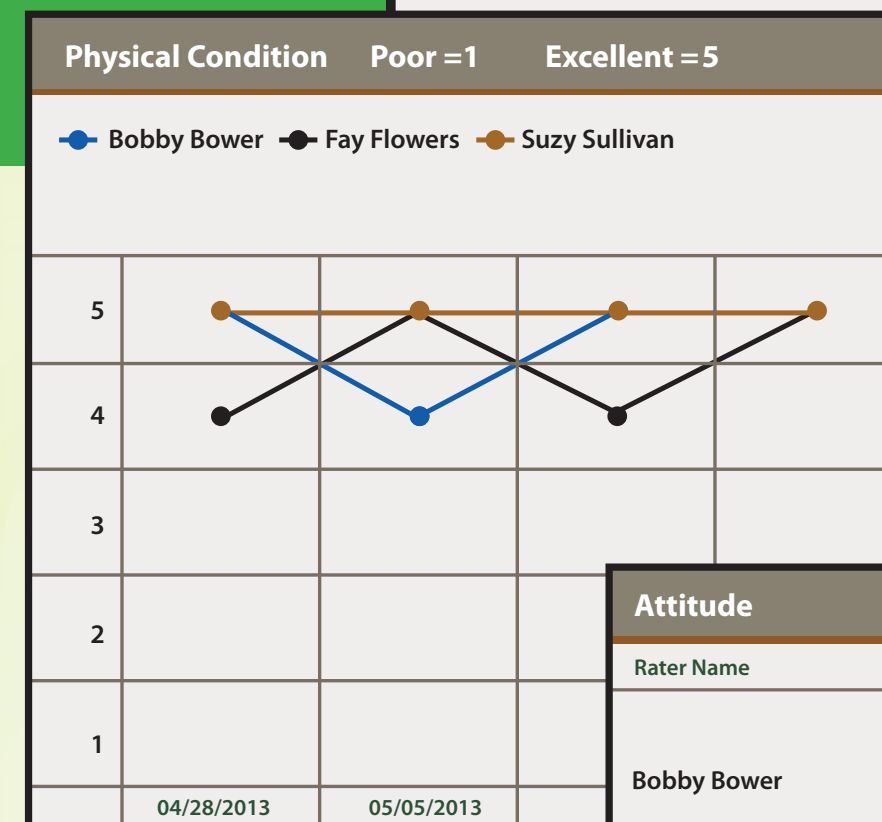 Physical Condition Poor =1 Excellent =5
Bobby Bower Fay Flowers Suzy Sullivan
5
4
3
2
1
04/28/2013 05/05/2013
Attitude
Rater Name
Bobby Bower